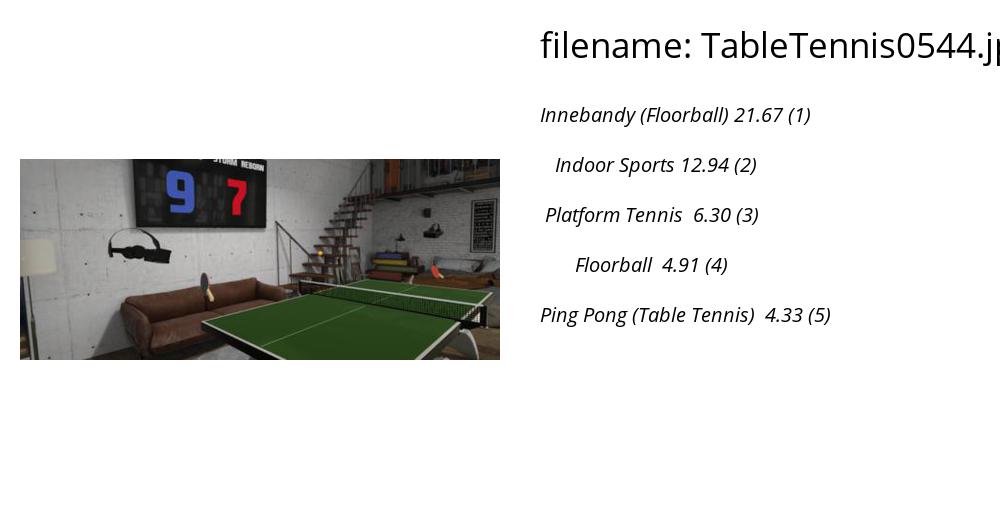 filename: TableTennis0544.jp
Innebandy (Floorball) 21.67 (1)
Indoor Sports 12.94 (2)
Platform Tennis 6.30 (3)
Floorball 4.91 (4)
Ping Pong (Table Tennis) 4.33 (5)
STORM REBORN
9 7